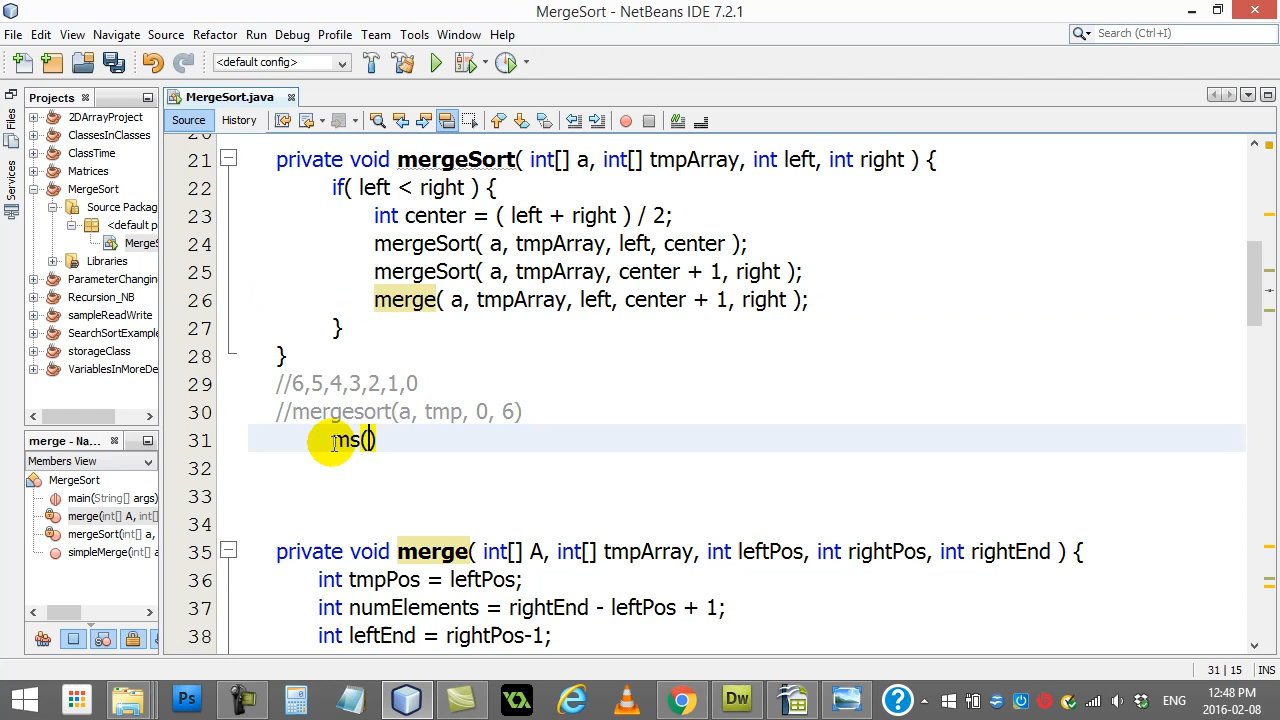 MergeSort - NetBeans IDE 7.2.1
File Edit View Navigate Source Refactor Run Debug Profile Team Tools Window Help
Search (Ctrl+I)
<default config>
Files
Services
Projects
2DArrayProject
ClassesInClasses
ClassTime
Matrices
MergeSort
Source Packag
<default p
MergeS
Libraries
ParameterChanging
Recursion_NB
sampleReadWrite
SearchSortExample
storageClass
VariablesInMoreDe
merge - Na...
Members View
MergeSort
main(String[] args)
merge(int[] A, int[]
mergeSort(int[] a,
simpleMerge(int[] a
MergeSort.java
Source History
20
21 private void mergeSort( int[] a, int[] tmpArray, int left, int right ) {
22 if( left < right ) {
23 int center = ( left + right ) / 2;
24 mergeSort( a, tmpArray, left, center );
25 mergeSort( a, tmpArray, center + 1, right );
26 merge( a, tmpArray, left, center + 1, right );
27 }
28 }
29 //6,5,4,3,2,1,0
30 //mergesort(a, tmp, 0, 6)
31 ms()
32
33
34
35 private void merge( int[] A, int[] tmpArray, int leftPos, int rightPos, int rightEnd ) {
36 int tmpPos = leftPos;
37 int numElements = rightEnd - leftPos + 1;
38 int leftEnd = rightPos-1;
31 | 15 INS
Ps
Dw
ENG
12:48 PM
2016-02-08